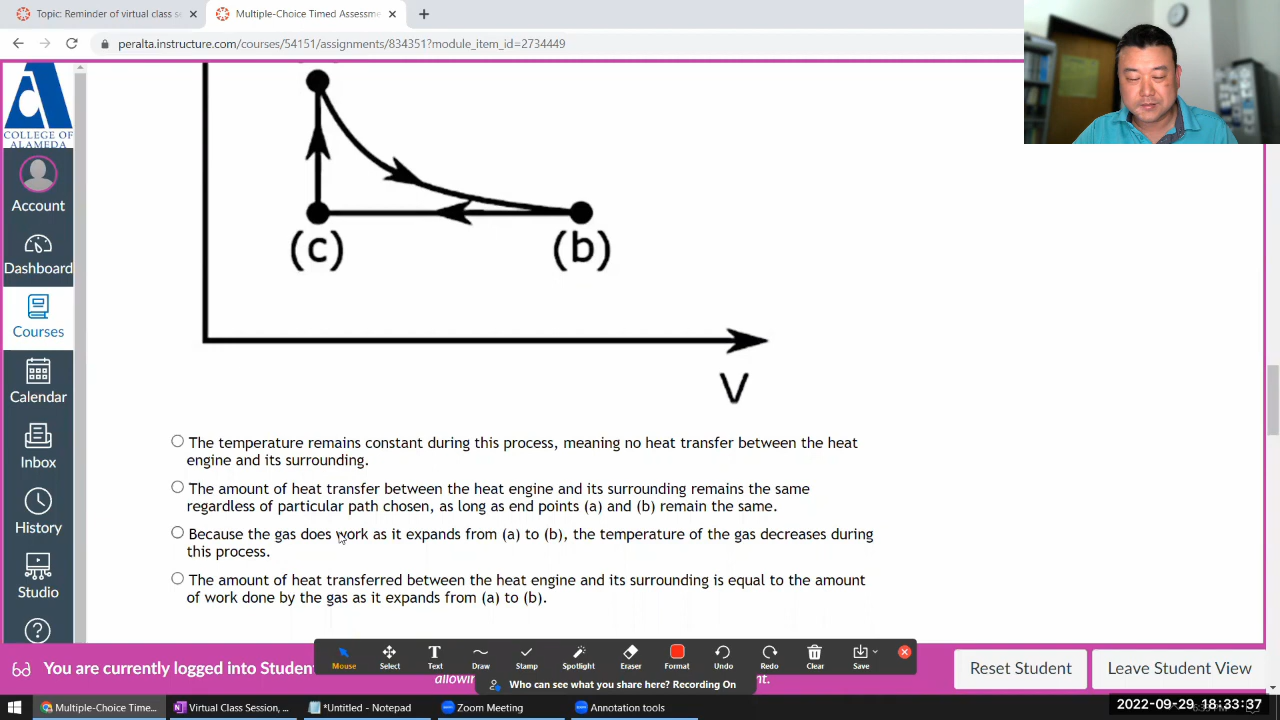 Topic: Reminder of virtual class se
Multiple-Choice Timed Assessme
peralta.instructure.com/courses/54151/assignments/834351?module_item_id=2734449
COLLEGE OF
ALAMEDA
Account
Dashboard
Courses
Calendar
Inbox
History
Studio
(c)
(b)
V
The temperature remains constant during this process, meaning no heat transfer between the heat
engine and its surrounding.
The amount of heat transfer between the heat engine and its surrounding remains the same
regardless of particular path chosen, as long as end points (a) and (b) remain the same.
Because the gas does work as it expands from (a) to (b), the temperature of the gas decreases during
this process.
The amount of heat transferred between the heat engine and its surrounding is equal to the amount
of work done by the gas as it expands from (a) to (b).
Mouse
Select
Text
Draw
Stamp
Spotlight
Eraser
Format
Undo
Redo
Clear
Save
You are currently logged into Studen
Who can see what you share here? Recording On
Reset Student
Leave Student View
Multiple-Choice Time...
Virtual Class Session, ...
*Untitled - Notepad
Zoom Meeting
Annotation tools
2022-09-29 18:33:37